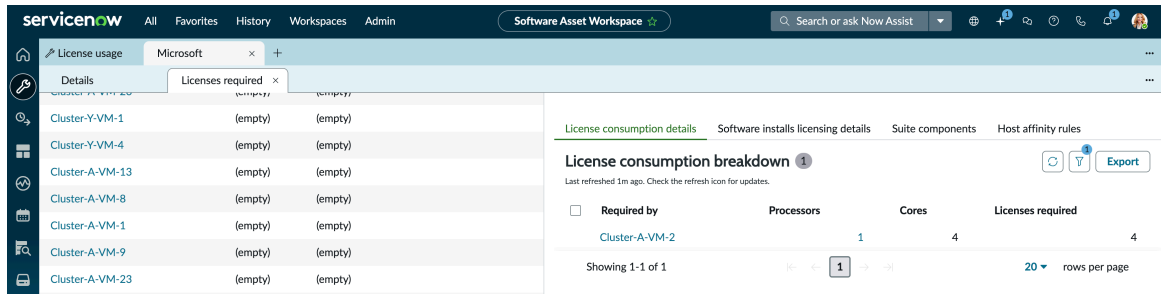 servicenow All Favorites History Workspaces Admin Software Asset Workspace ☆ Search or ask Now Assist 1 1
License usage Microsoft × +
Details Licenses required ×
(empty) (empty)
Cluster-Y-VM-1 (empty) (empty)
Cluster-Y-VM-4 (empty) (empty)
Cluster-A-VM-13 (empty) (empty)
Cluster-A-VM-8 (empty) (empty)
Cluster-A-VM-1 (empty) (empty)
Cluster-A-VM-9 (empty) (empty)
Cluster-A-VM-23 (empty) (empty)
License consumption details Software installs licensing details Suite components Host affinity rules
License consumption breakdown 1 1 Export
Last refreshed 1m ago. Check the refresh icon for updates.
Required by Processors Cores Licenses required
Cluster-A-VM-2 1 4 4
Showing 1-1 of 1 1 20 rows per page